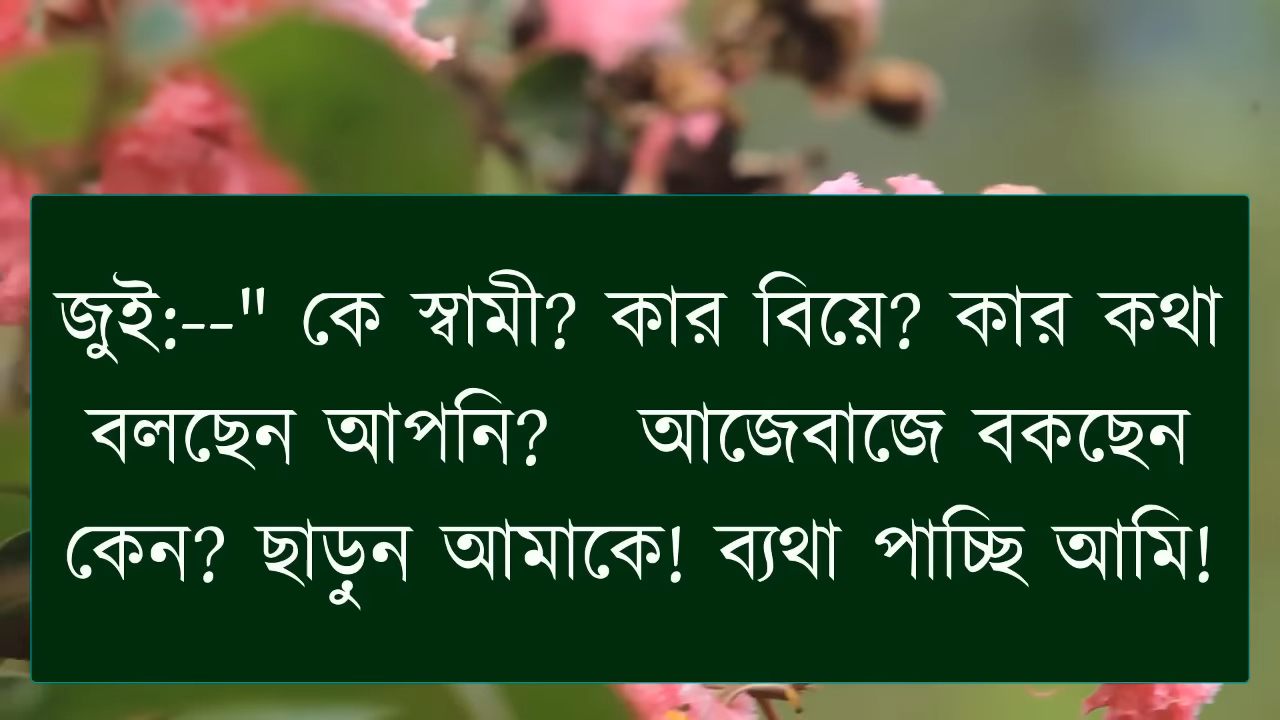 জুই:--" কে স্বামী? কার বিয়ে? কার কথা
বলছেন আপনি? আজেবাজে বকছেন
কেন? ছাড়ুন আমাকে! ব্যথা পাচ্ছি আমি!